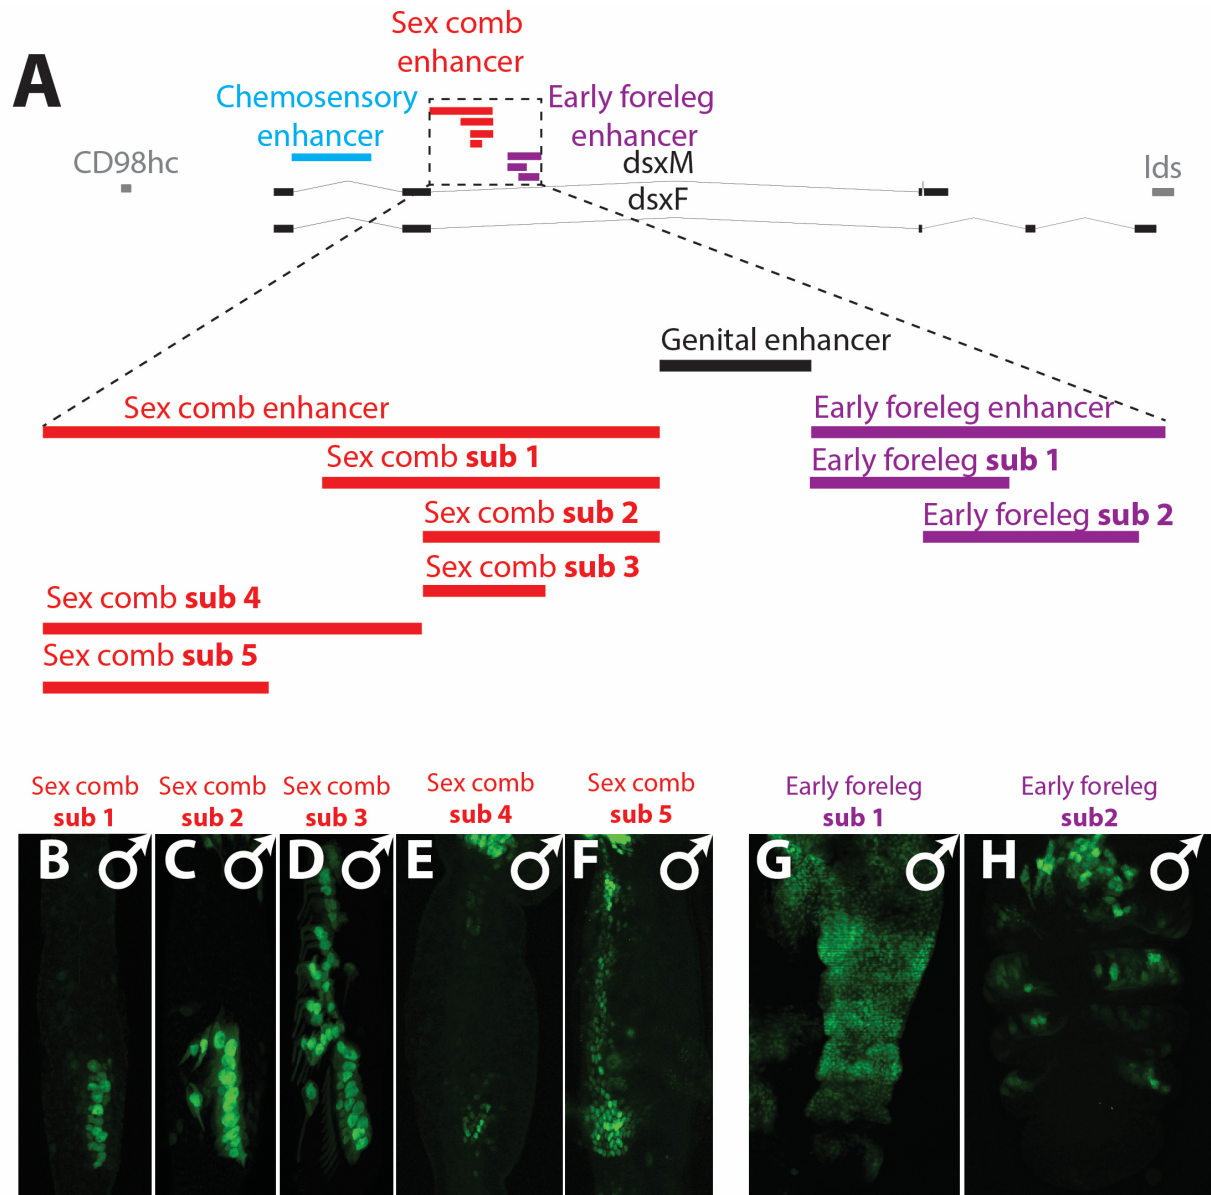 A
Sex comb
enhancer
Chemosensory
enhancer
Early foreleg
enhancer
CD98hc
dsxM
lds
dsxF
Genital enhancer
Sex comb enhancer
Early foreleg enhancer
Sex comb sub 1
Early foreleg sub 1
Sex comb sub 2
Early foreleg sub 2
Sex comb sub 3
Sex comb sub 4
Sex comb sub 5
Sex comb
sub 1
Sex comb
sub 2
Sex comb
sub 3
Sex comb
sub 4
Sex comb
sub 5
Early foreleg
sub 1
Early foreleg
sub2
B ♂
C ♂
D ♂
E ♂
F ♂
G ♂
H ♂